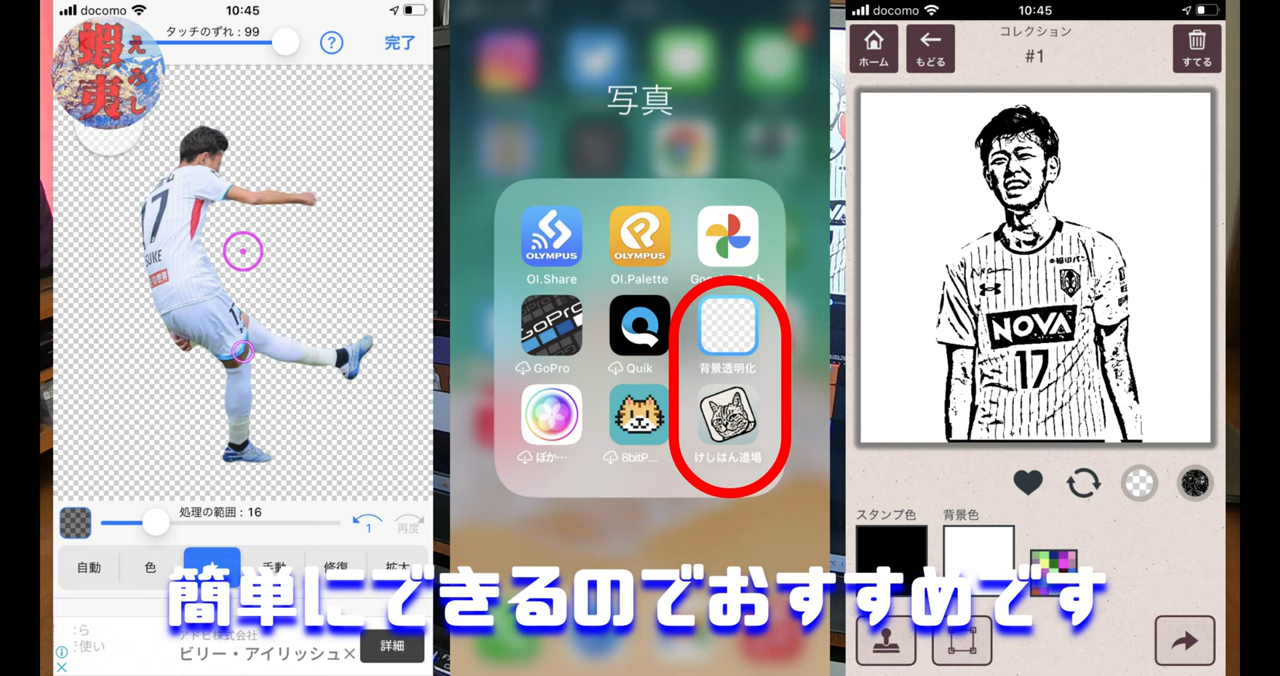 docomo 10:45
タッチのずれ：99
?
完了
蝦夷
えみし
17
SUKE
処理の範囲：16
1
再度
自動
色
手動
修復
拡大
アドビ株式会社
ビリー・アイリッシュ×
詳細
写真
OLYMPUS
OLYMPUS
OI.Share
OI.Palette
GoPro
GoPro
Quik
背景透明化
ぽか…
8bitP...
けしはん道場
docomo 10:45
コレクション
#1
ホーム
もどる
すてる
NOVA
17
スタンプ色
背景色
簡単にできるのでおすすめです